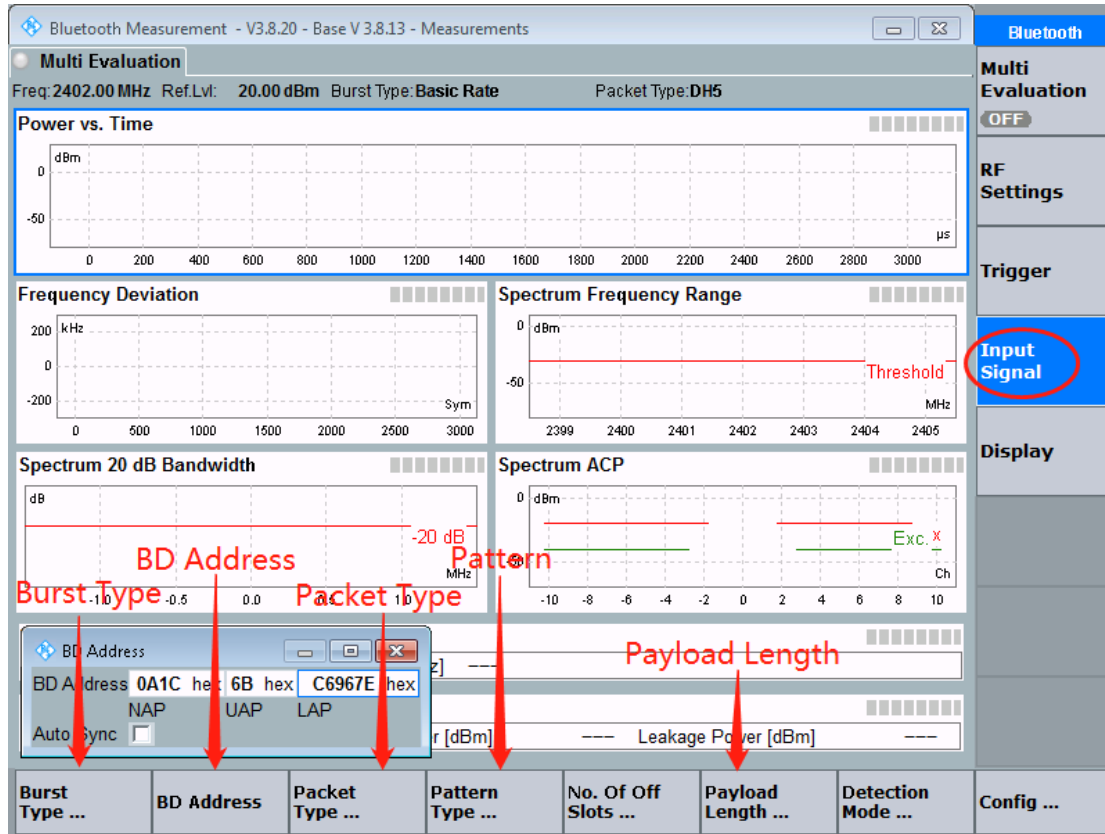 Bluetooth Measurement - V3.8.20 - Base V 3.8.13 - Measurements
Bluetooth
Multi Evaluation
Freq:2402.00 MHz Ref.Lvl: 20.00 dBm Burst Type:Basic Rate Packet Type:DH5
Multi
Evaluation
OFF
Power vs. Time
dBm
0
-50
µs
0 200 400 600 800 1000 1200 1400 1600 1800 2000 2200 2400 2600 2800 3000
RF
Settings
Trigger
Frequency Deviation
200 kHz
0
-200
Sym
0 500 1000 1500 2000 2500 3000
Spectrum Frequency Range
0 dBm
Threshold
-50
MHz
2399 2400 2401 2402 2403 2404 2405
Input
Signal
Display
Spectrum 20 dB Bandwidth
dB
-20 dB
MHz
-1.0 -0.5 0.0 0.5 1.0
Spectrum ACP
0 dBm
Exc. x
-50
Ch
-10 -8 -6 -4 -2 0 2 4 6 8 10
BD Address
Pattern
Burst Type
Packet Type
Payload Length
BD Address
BD Address 0A1C hex 6B hex C6967E hex
NAP UAP LAP
Auto Sync
z] ---
r [dBm] --- Leakage Power [dBm] ---
Burst
Type ...
BD Address
Packet
Type ...
Pattern
Type ...
No. Of Off
Slots ...
Payload
Length ...
Detection
Mode ...
Config ...